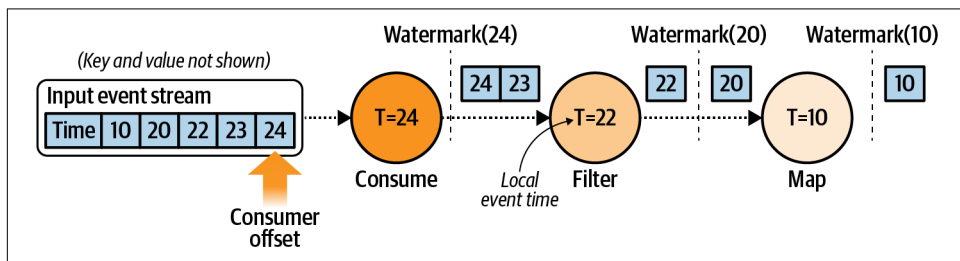 Watermark(24)
Watermark(20)
Watermark(10)
(Key and value not shown)
Input event stream
Time 10 20 22 23 24
T=24
24 23
T=22
22
20
T=10
10
Consume
Local
event time
Filter
Map
Consumer
offset